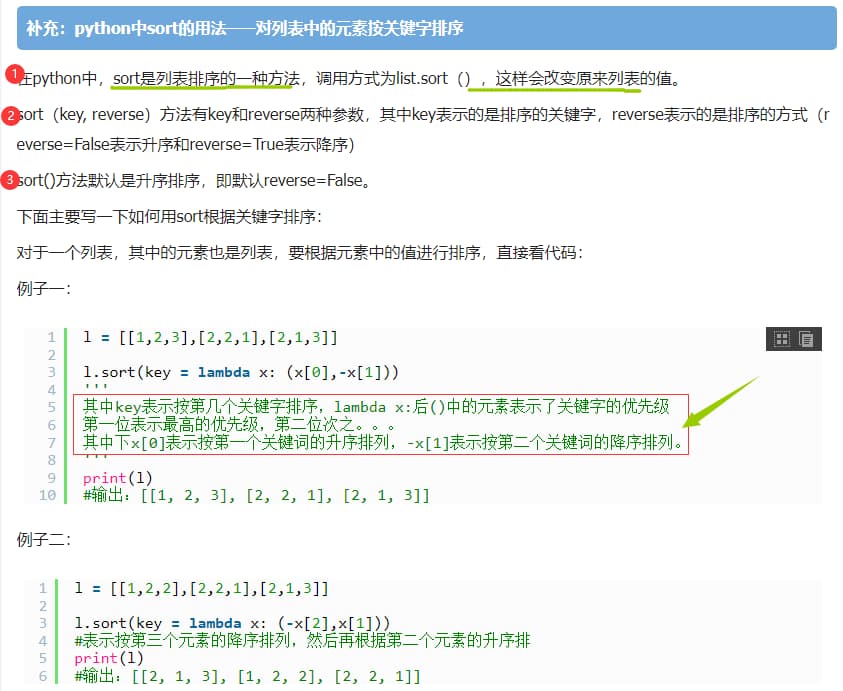 补充：python中sort的用法——对列表中的元素按关键字排序
1
在python中，sort是列表排序的一种方法，调用方式为list.sort（），这样会改变原来列表的值。
2
sort（key, reverse）方法有key和reverse两种参数，其中key表示的是排序的关键字，reverse表示的是排序的方式（r
everse=False表示升序和reverse=True表示降序）
3
sort()方法默认是升序排序，即默认reverse=False。
下面主要写一下如何用sort根据关键字排序：
对于一个列表，其中的元素也是列表，要根据元素中的值进行排序，直接看代码：
例子一：
1 l = [[1,2,3],[2,2,1],[2,1,3]]
2
3 l.sort(key = lambda x: (x[0],-x[1]))
4 '''
5 其中key表示按第几个关键字排序，lambda x:后()中的元素表示了关键字的优先级
6 第一位表示最高的优先级，第二位次之。。。
7 其中下x[0]表示按第一个关键词的升序排列，-x[1]表示按第二个关键词的降序排列。
8 '''
9 print(l)
10 #输出：[[1, 2, 3], [2, 2, 1], [2, 1, 3]]
例子二：
1 l = [[1,2,2],[2,2,1],[2,1,3]]
2
3 l.sort(key = lambda x: (-x[2],x[1]))
4 #表示按第三个元素的降序排列，然后再根据第二个元素的升序排
5 print(l)
6 #输出：[[2, 1, 3], [1, 2, 2], [2, 2, 1]]